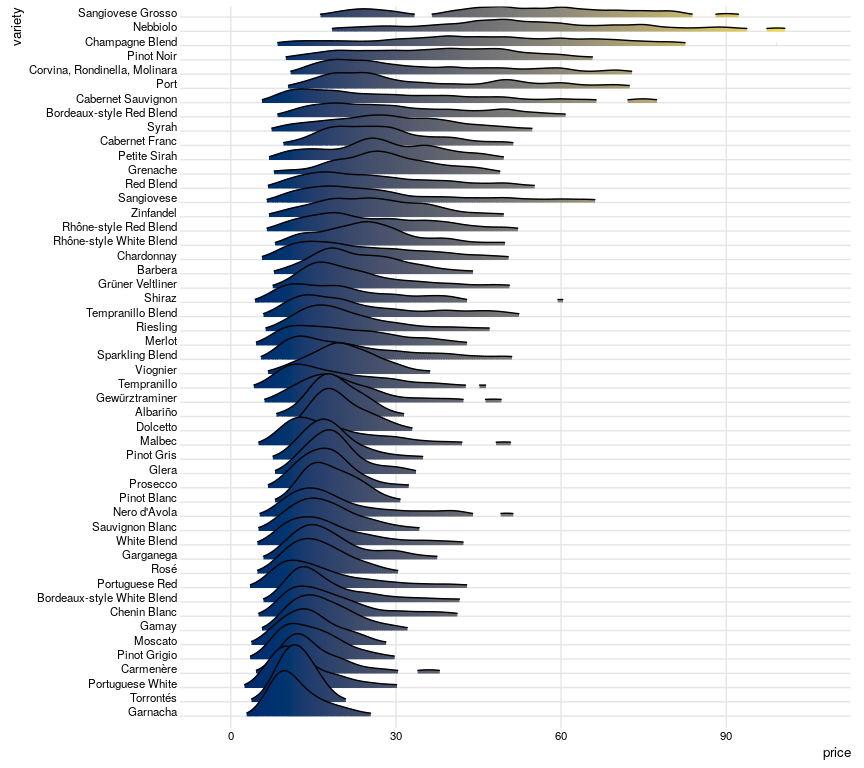 variety
Sangiovese Grosso
Nebbiolo
Champagne Blend
Pinot Noir
Corvina, Rondinella, Molinara
Port
Cabernet Sauvignon
Bordeaux-style Red Blend
Syrah
Cabernet Franc
Petite Sirah
Grenache
Red Blend
Sangiovese
Zinfandel
Rhône-style Red Blend
Rhône-style White Blend
Chardonnay
Barbera
Grüner Veltliner
Shiraz
Tempranillo Blend
Riesling
Merlot
Sparkling Blend
Viognier
Tempranillo
Gewürztraminer
Albariño
Dolcetto
Malbec
Pinot Gris
Glera
Prosecco
Pinot Blanc
Nero d'Avola
Sauvignon Blanc
White Blend
Garganega
Rosé
Portuguese Red
Bordeaux-style White Blend
Chenin Blanc
Gamay
Moscato
Pinot Grigio
Carmenère
Portuguese White
Torrontés
Garnacha
0 30 60 90
price